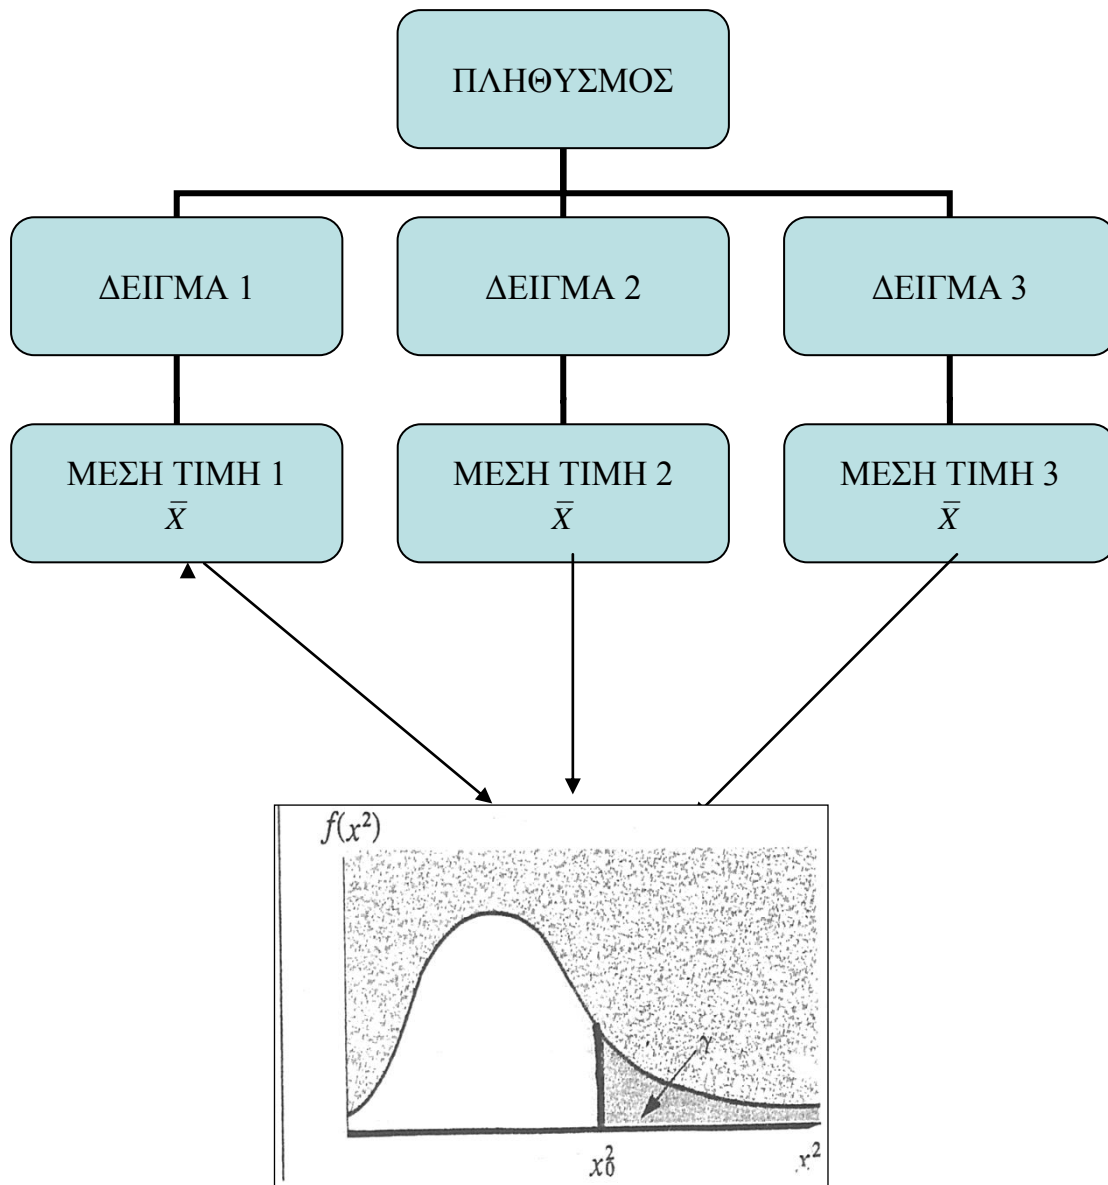 ΠΛΗΘΥΣΜΟΣ
ΔΕΙΓΜΑ 1
ΔΕΙΓΜΑ 2
ΔΕΙΓΜΑ 3
ΜΕΣΗ ΤΙΜΗ 1
X̄
ΜΕΣΗ ΤΙΜΗ 2
X̄
ΜΕΣΗ ΤΙΜΗ 3
X̄
f(x²)
γ
x₀²
x²